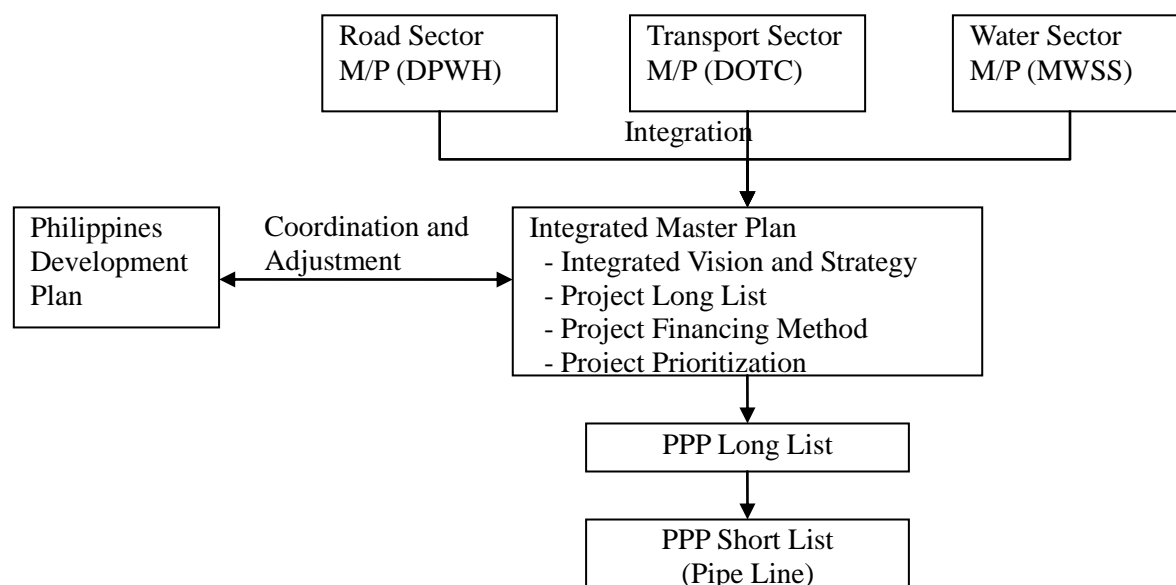 Road Sector
M/P (DPWH)
Transport Sector
M/P (DOTC)
Water Sector
M/P (MWSS)
Integration
Philippines
Development
Plan
Coordination and
Adjustment
Integrated Master Plan
- Integrated Vision and Strategy
- Project Long List
- Project Financing Method
- Project Prioritization
PPP Long List
PPP Short List
(Pipe Line)